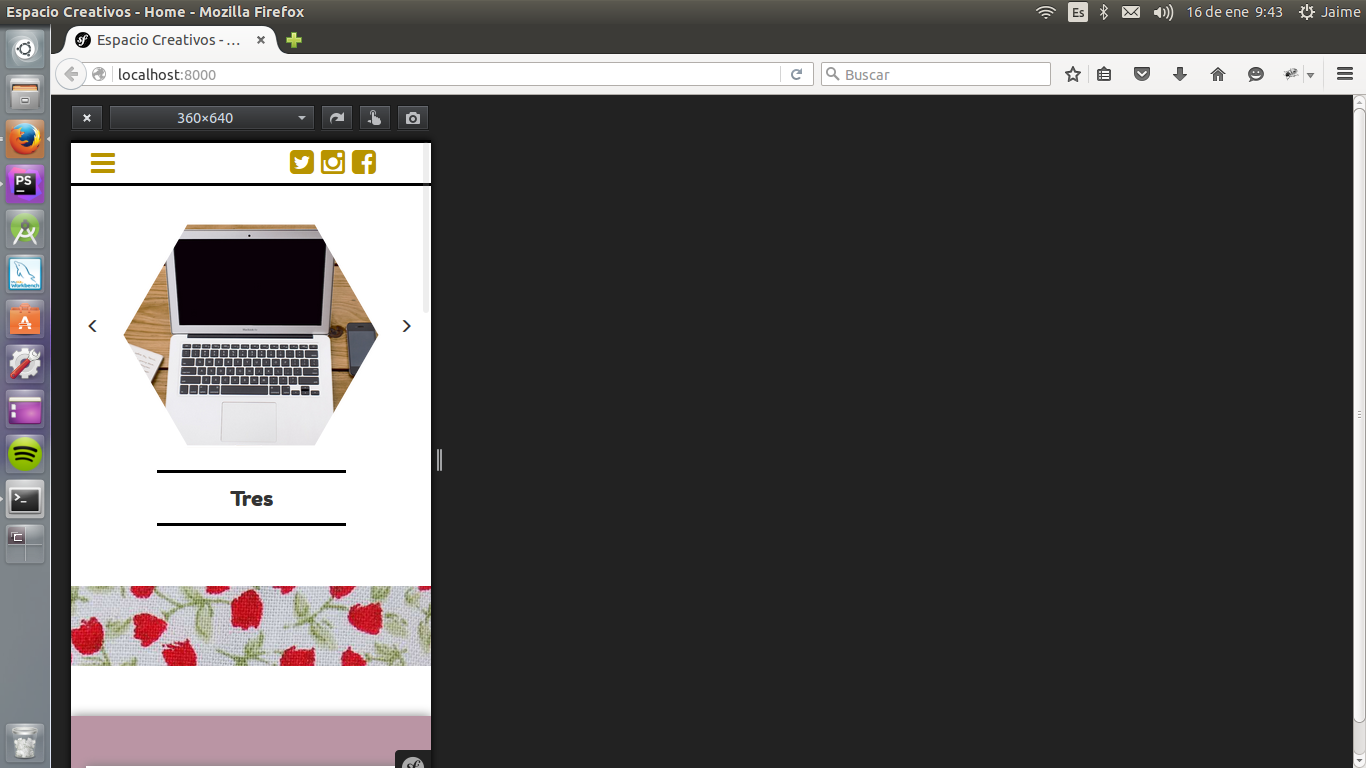 Espacio Creativos - Home - Mozilla Firefox
Es
16 de ene 9:43
Jaime
Espacio Creativos - ...
localhost:8000
Buscar
360×640
PS
Tres